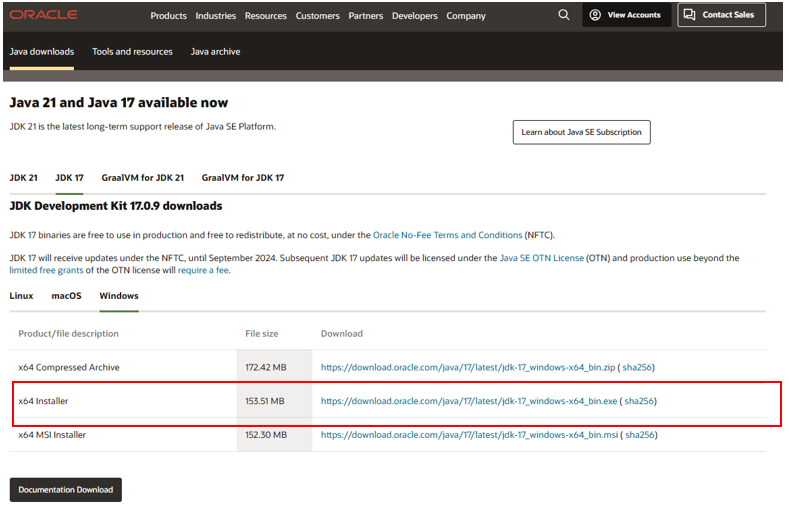 ORACLE Products Industries Resources Customers Partners Developers Company View Accounts Contact Sales
Java downloads Tools and resources Java archive
Java 21 and Java 17 available now
JDK 21 is the latest long-term support release of Java SE Platform.
Learn about Java SE Subscription
JDK 21 JDK 17 GraalVM for JDK 21 GraalVM for JDK 17
JDK Development Kit 17.0.9 downloads
JDK 17 binaries are free to use in production and free to redistribute, at no cost, under the Oracle No-Fee Terms and Conditions (NFTC).
JDK 17 will receive updates under the NFTC, until September 2024. Subsequent JDK 17 updates will be licensed under the Java SE OTN License (OTN) and production use beyond the
limited free grants of the OTN license will require a fee.
Linux macOS Windows
Product/file description File size Download
x64 Compressed Archive 172.42 MB https://download.oracle.com/java/17/latest/jdk-17_windows-x64_bin.zip ( sha256)
x64 Installer 153.51 MB https://download.oracle.com/java/17/latest/jdk-17_windows-x64_bin.exe ( sha256)
x64 MSI Installer 152.30 MB https://download.oracle.com/java/17/latest/jdk-17_windows-x64_bin.msi ( sha256)
Documentation Download